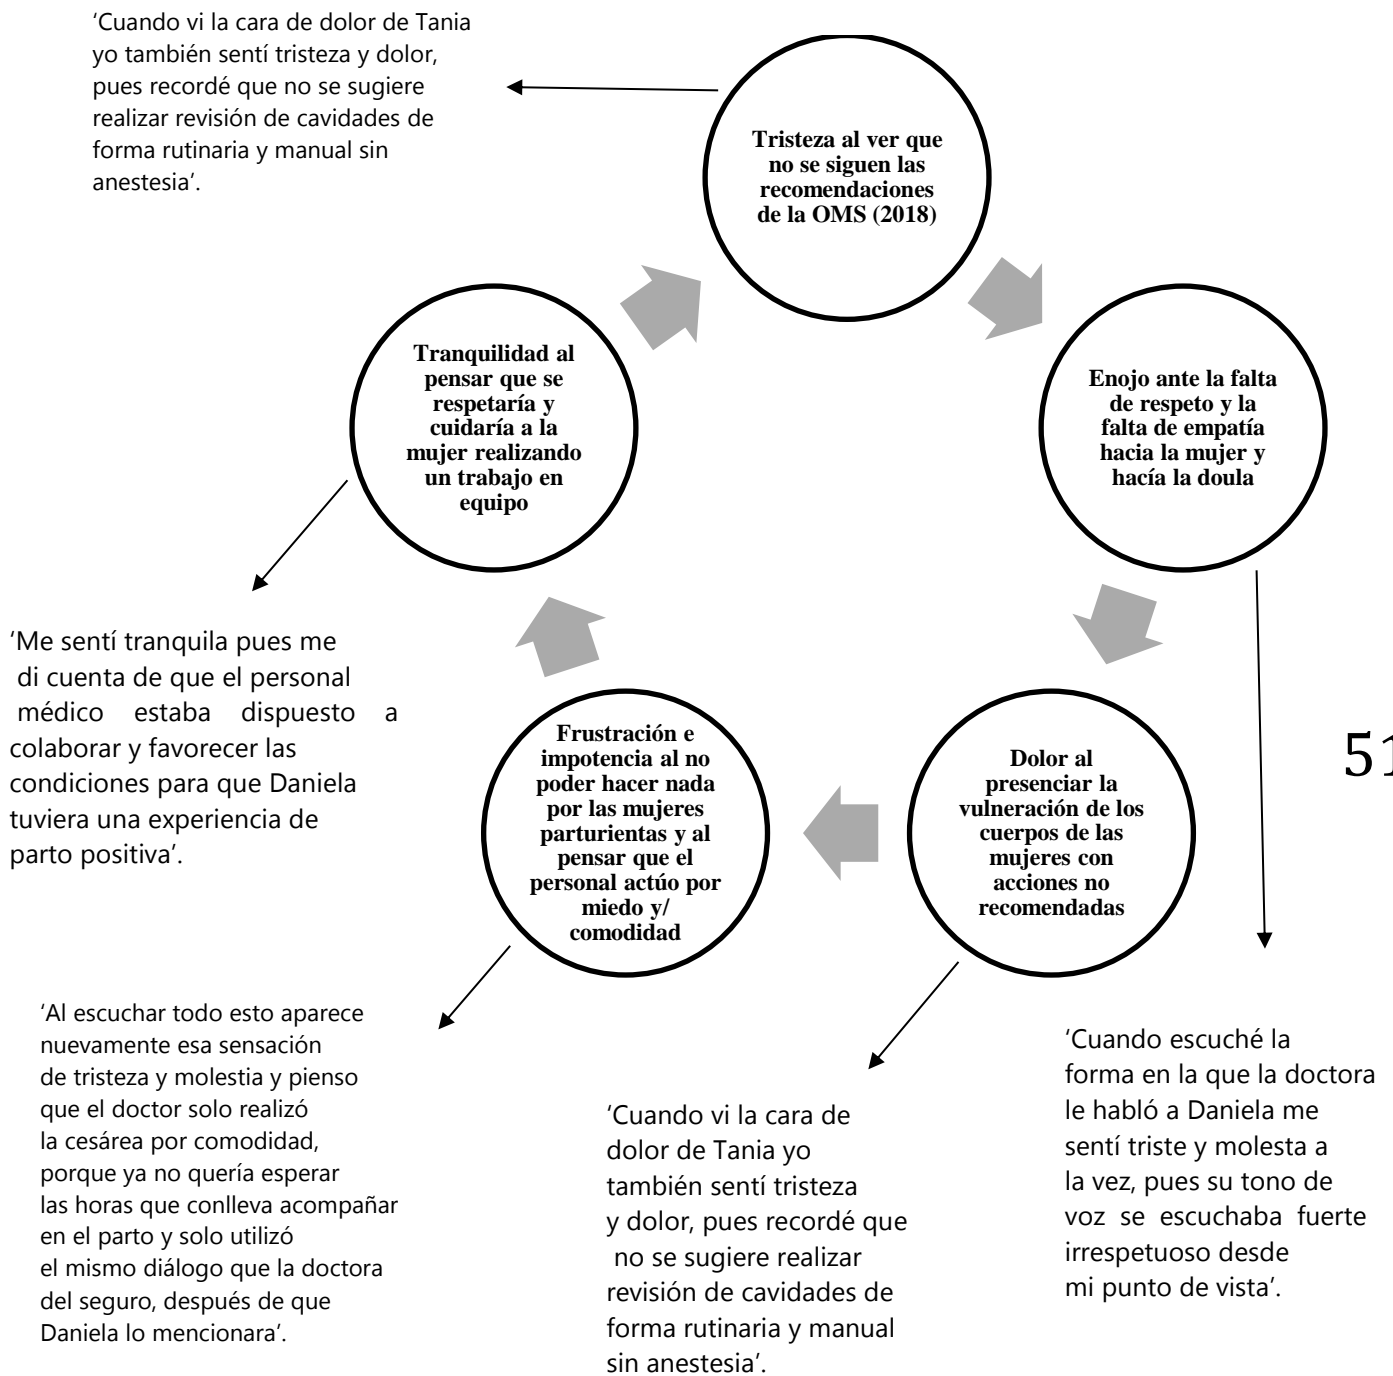 ‘Cuando vi la cara de dolor de Tania
yo también sentí tristeza y dolor,
pues recordé que no se sugiere
realizar revisión de cavidades de
forma rutinaria y manual sin
anestesia’.
Tristeza al ver que
no se siguen las
recomendaciones
de la OMS (2018)
Enojo ante la falta
de respeto y la
falta de empatía
hacia la mujer y
hacía la doula
Dolor al
presenciar la
vulneración de los
cuerpos de las
mujeres con
acciones no
recomendadas
Frustración e
impotencia al no
poder hacer nada
por las mujeres
parturientas y al
pensar que el
personal actúo por
miedo y/
comodidad
Tranquilidad al
pensar que se
respetaría y
cuidaría a la
mujer realizando
un trabajo en
equipo
‘Me sentí tranquila pues me
di cuenta de que el personal
médico estaba dispuesto a
colaborar y favorecer las
condiciones para que Daniela
tuviera una experiencia de
parto positiva’.
51
‘Al escuchar todo esto aparece
nuevamente esa sensación
de tristeza y molestia y pienso
que el doctor solo realizó
la cesárea por comodidad,
porque ya no quería esperar
las horas que conlleva acompañar
en el parto y solo utilizó
el mismo diálogo que la doctora
del seguro, después de que
Daniela lo mencionara’.
‘Cuando vi la cara de
dolor de Tania yo
también sentí tristeza
y dolor, pues recordé que
no se sugiere realizar
revisión de cavidades de
forma rutinaria y manual
sin anestesia’.
‘Cuando escuché la
forma en la que la doctora
le habló a Daniela me
sentí triste y molesta a
la vez, pues su tono de
voz se escuchaba fuerte
irrespetuoso desde
mi punto de vista’.